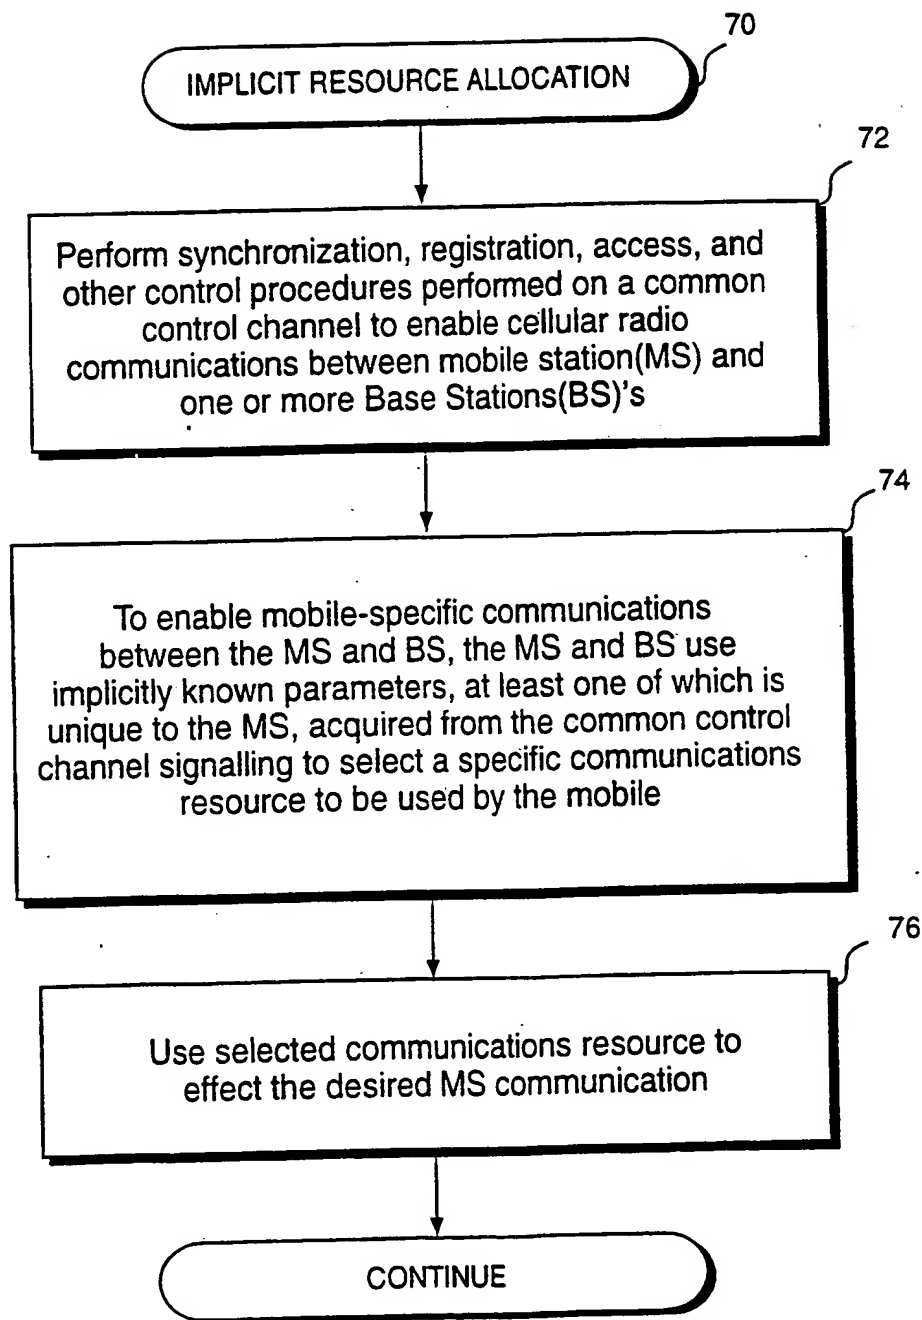 70
IMPLICIT RESOURCE ALLOCATION
72
Perform synchronization, registration, access, and
other control procedures performed on a common
control channel to enable cellular radio
communications between mobile station(MS) and
one or more Base Stations(BS)'s
74
To enable mobile-specific communications
between the MS and BS, the MS and BS use
implicitly known parameters, at least one of which is
unique to the MS, acquired from the common control
channel signalling to select a specific communications
resource to be used by the mobile
76
Use selected communications resource to
effect the desired MS communication
CONTINUE